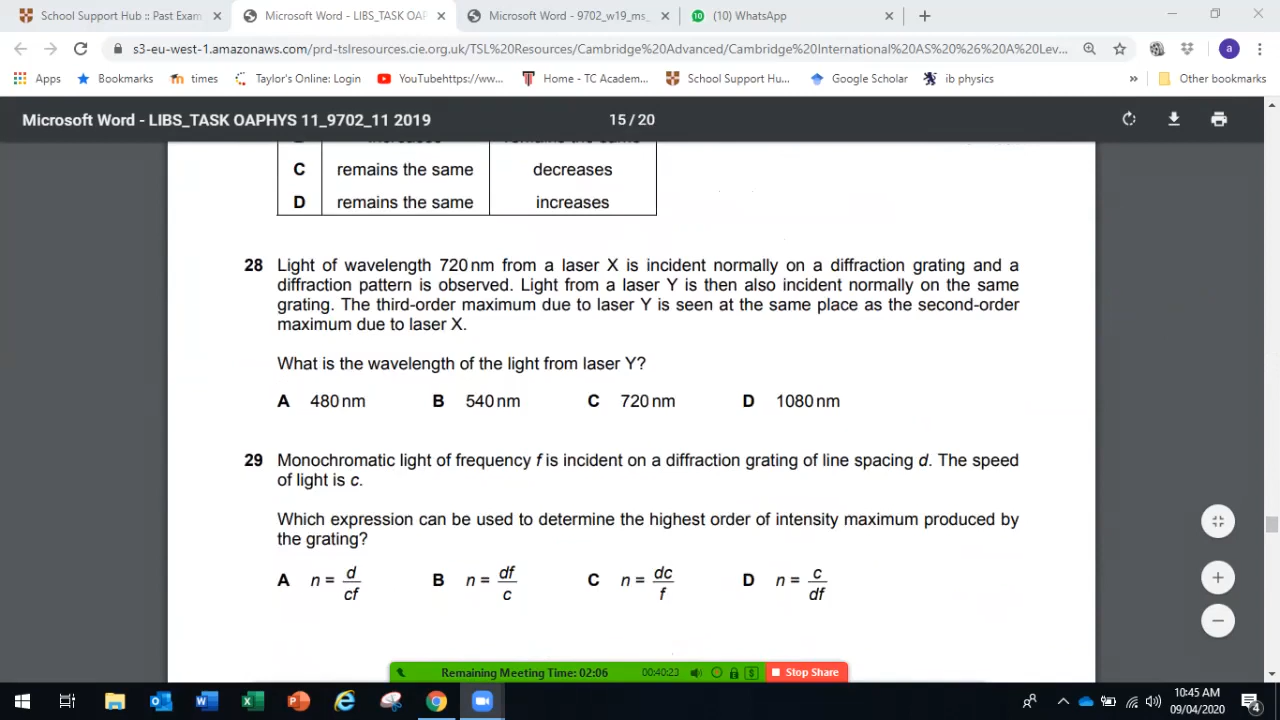 School Support Hub :: Past Exam
Microsoft Word - LIBS_TASK OAP
Microsoft Word - 9702_w19_ms_
(10) WhatsApp
s3-eu-west-1.amazonaws.com/prd-tslresources.cie.org.uk/TSL%20Resources/Cambridge%20Advanced/Cambridge%20International%20AS%20%26%20A%20Lev...
Apps Bookmarks times Taylor's Online: Login YouTubehttps://ww... Home - TC Academ... School Support Hu... Google Scholar ib physics » Other bookmarks
Microsoft Word - LIBS_TASK OAPHYS 11_9702_11 2019 15 / 20
C remains the same decreases
D remains the same increases
28 Light of wavelength 720 nm from a laser X is incident normally on a diffraction grating and a
diffraction pattern is observed. Light from a laser Y is then also incident normally on the same
grating. The third-order maximum due to laser Y is seen at the same place as the second-order
maximum due to laser X.
What is the wavelength of the light from laser Y?
A 480 nm B 540 nm C 720 nm D 1080 nm
29 Monochromatic light of frequency f is incident on a diffraction grating of line spacing d. The speed
of light is c.
Which expression can be used to determine the highest order of intensity maximum produced by
the grating?
A n = d/cf B n = df/c C n = dc/f D n = c/df
Remaining Meeting Time: 02:06 00:40:23 Stop Share
10:45 AM
09/04/2020
4